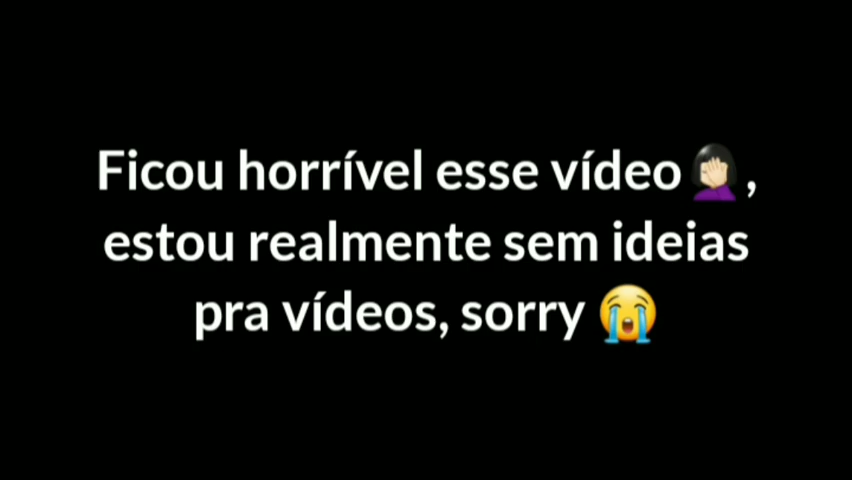 Ficou horrível esse vídeo🤦🏻‍♀️,
estou realmente sem ideias
pra vídeos, sorry 😭